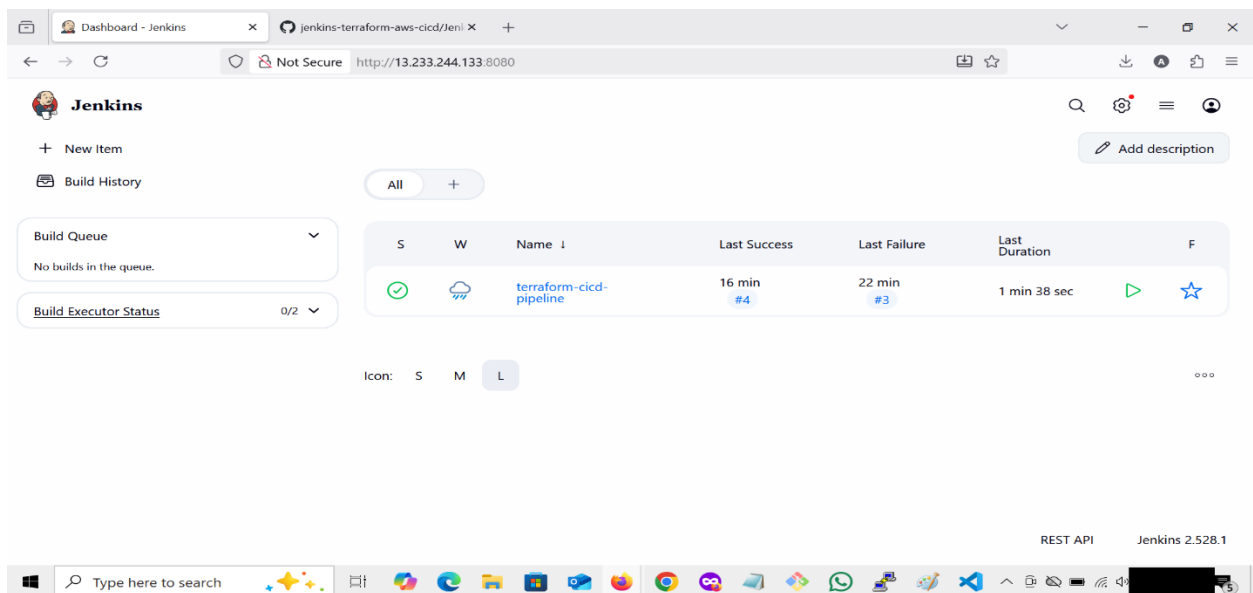 Dashboard - Jenkins
jenkins-terraform-aws-cicd/Jenk
Not Secure http://13.233.244.133:8080
A
Jenkins
New Item
Add description
Build History
All +
Build Queue
No builds in the queue.
Build Executor Status 0/2
S W Name ↓ Last Success Last Failure Last Duration F
terraform-cicd-pipeline 16 min #4 22 min #3 1 min 38 sec
Icon: S M L
REST API Jenkins 2.528.1
Type here to search
5